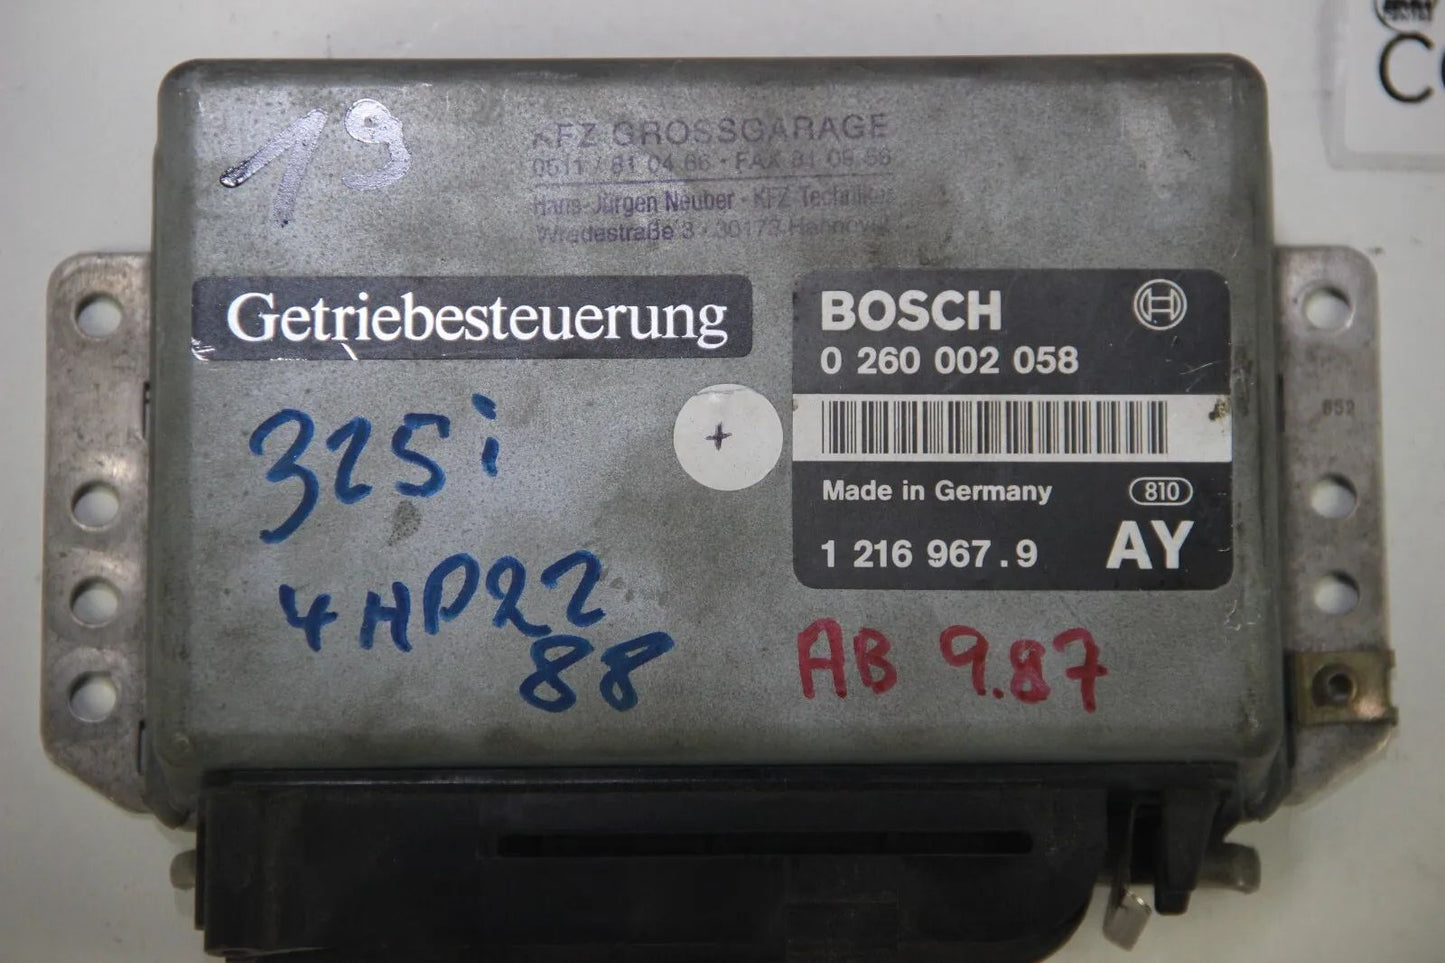 19
KFZ GROSSGARAGE
0511 / 81 04 66 · FAX 81 09 56
Hans-Jürgen Neuber · KFZ Techniker
Wredestraße 3 · 30173 Hannover
Getriebesteuerung
BOSCH
0 260 002 058
Made in Germany 810
1 216 967.9 AY
325i
4HP22
88
AB 9.87
852